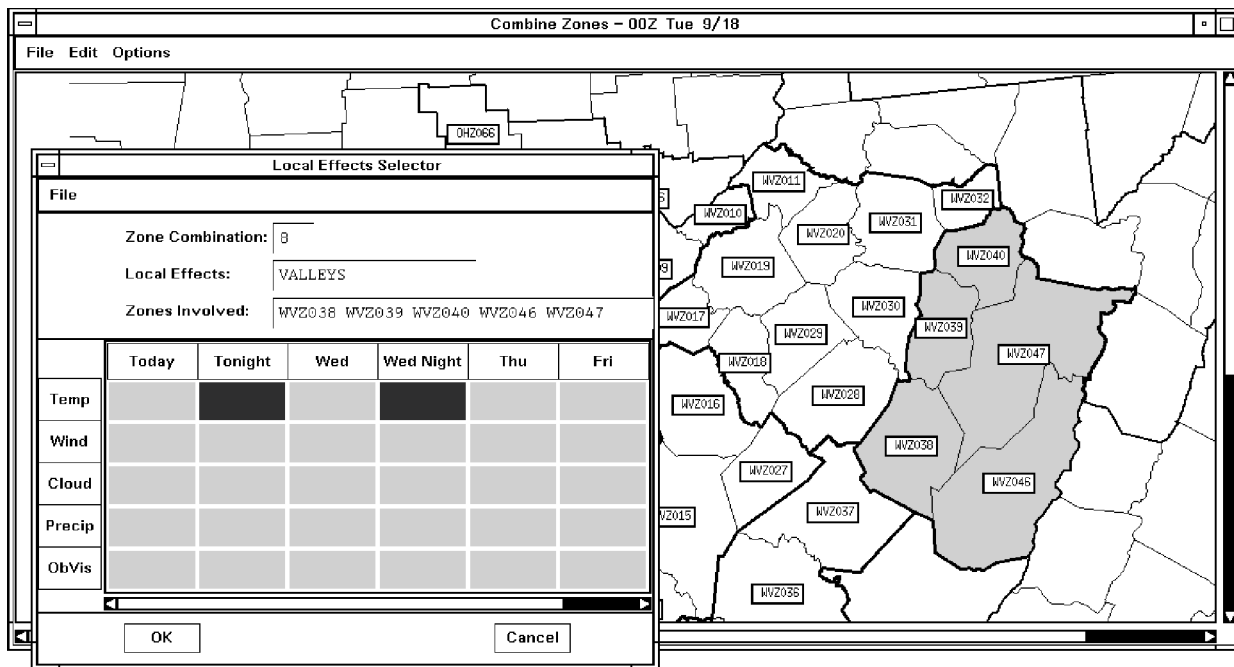 Combine Zones - 00Z Tue 9/18
File Edit Options
OHZ066
Local Effects Selector
File
Zone Combination: 8
Local Effects: VALLEYS
Zones Involved: WVZ038 WVZ039 WVZ040 WVZ046 WVZ047
Today Tonight Wed Wed Night Thu Fri
Temp
Wind
Cloud
Precip
ObVis
OK Cancel
WVZ011
WVZ032
WVZ010
WVZ031
WVZ020
WVZ040
WVZ019
WVZ030
WVZ017
WVZ039
WVZ029
WVZ047
WVZ018
WVZ028
WVZ016
WVZ038
WVZ027
WVZ046
VZ015
WVZ037
WVZ036